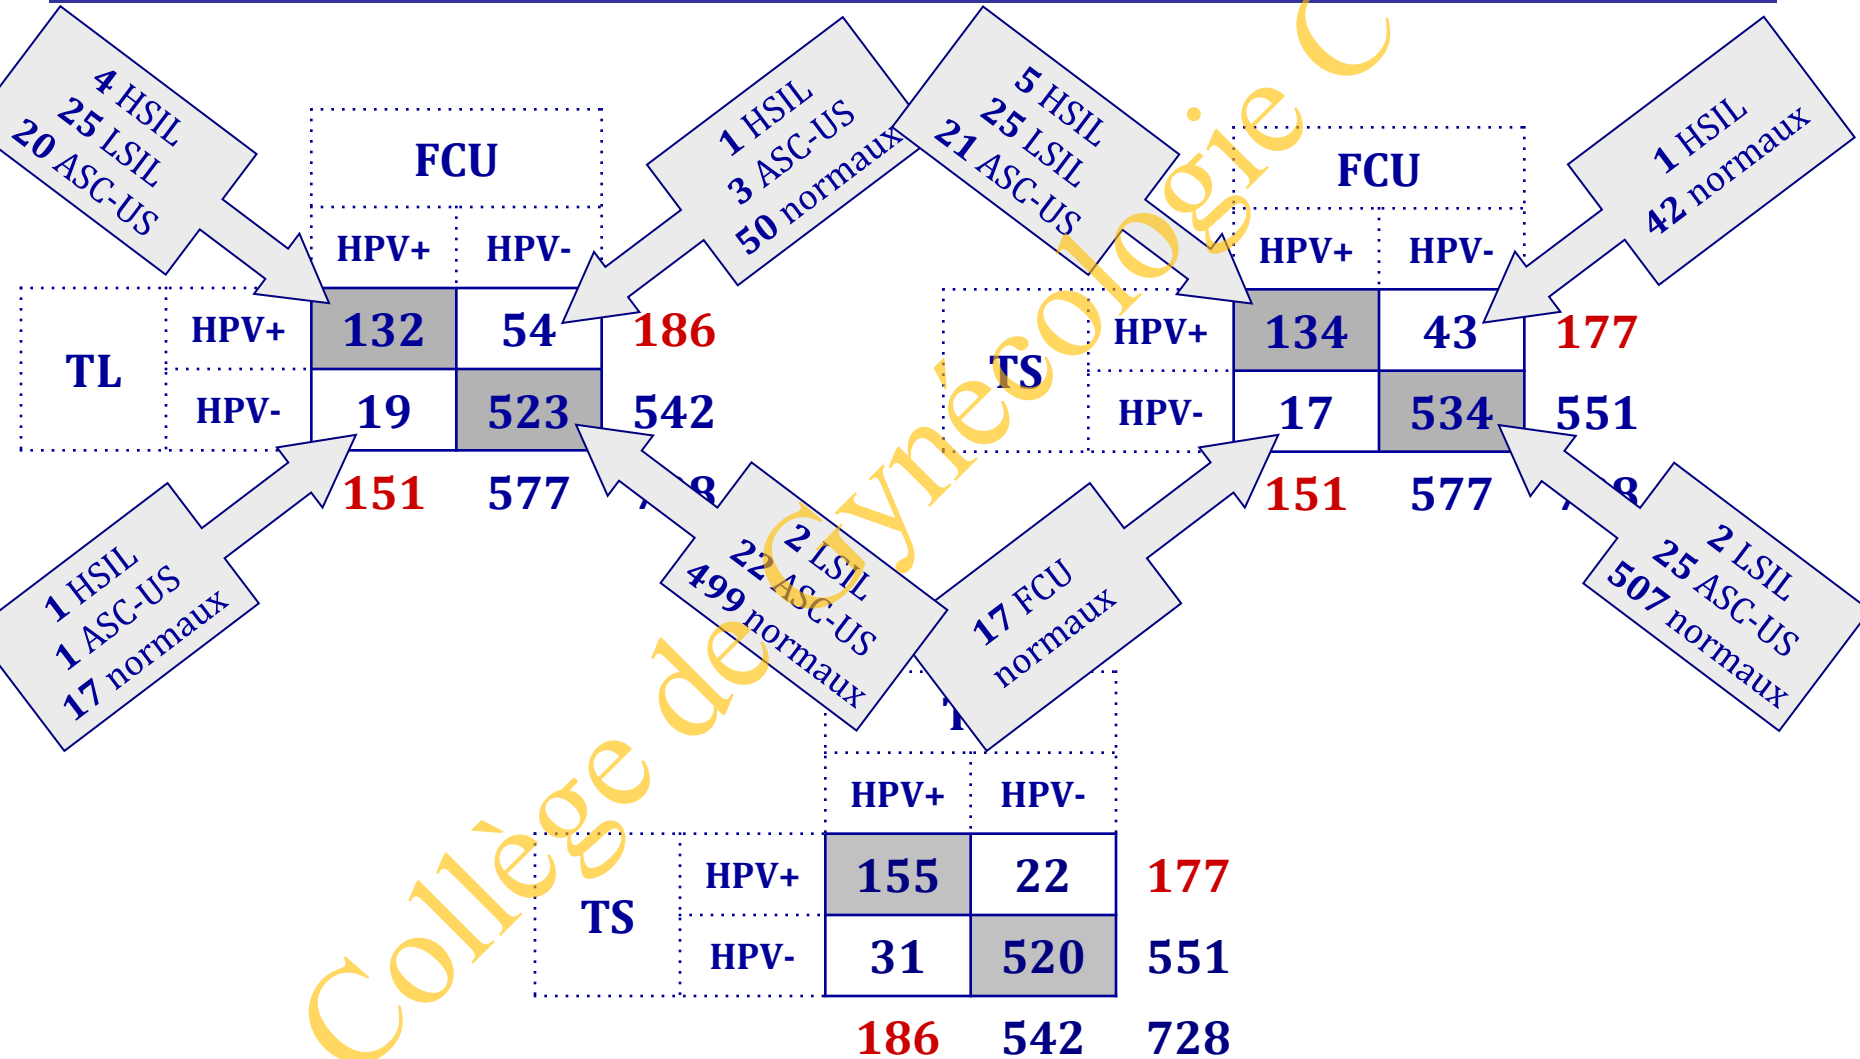 4 HSIL
25 LSIL
20 ASC-US
1 HSIL
3 ASC-US
50 normaux
FCU
HPV+ HPV-
TL
HPV+ 132 54 186
HPV- 19 523 542
151 577
1 HSIL
1 ASC-US
17 normaux
2 LSIL
22 ASC-US
499 normaux
5 HSIL
25 LSIL
21 ASC-US
1 HSIL
42 normaux
FCU
HPV+ HPV-
TS
HPV+ 134 43 177
HPV- 17 534 551
151 577
17 FCU
normaux
2 LSIL
25 ASC-US
507 normaux
HPV+ HPV-
TS
HPV+ 155 22 177
HPV- 31 520 551
186 542 728
Collège de Gynécologie C